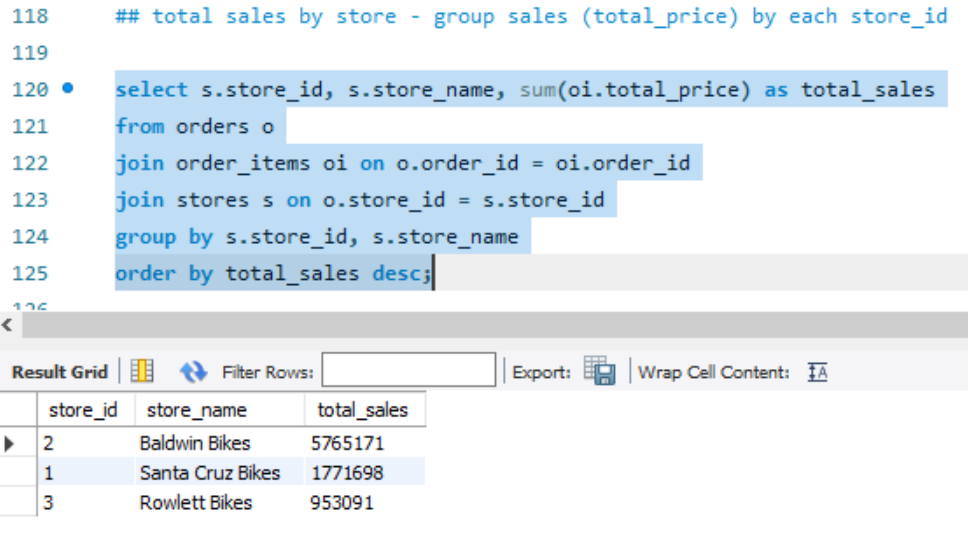 118 ## total sales by store - group sales (total_price) by each store_id
119
120 select s.store_id, s.store_name, sum(oi.total_price) as total_sales
121 from orders o
122 join order_items oi on o.order_id = oi.order_id
123 join stores s on o.store_id = s.store_id
124 group by s.store_id, s.store_name
125 order by total_sales desc;
126
Result Grid Filter Rows: Export: Wrap Cell Content: IA
store_id store_name total_sales
2 Baldwin Bikes 5765171
1 Santa Cruz Bikes 1771698
3 Rowlett Bikes 953091